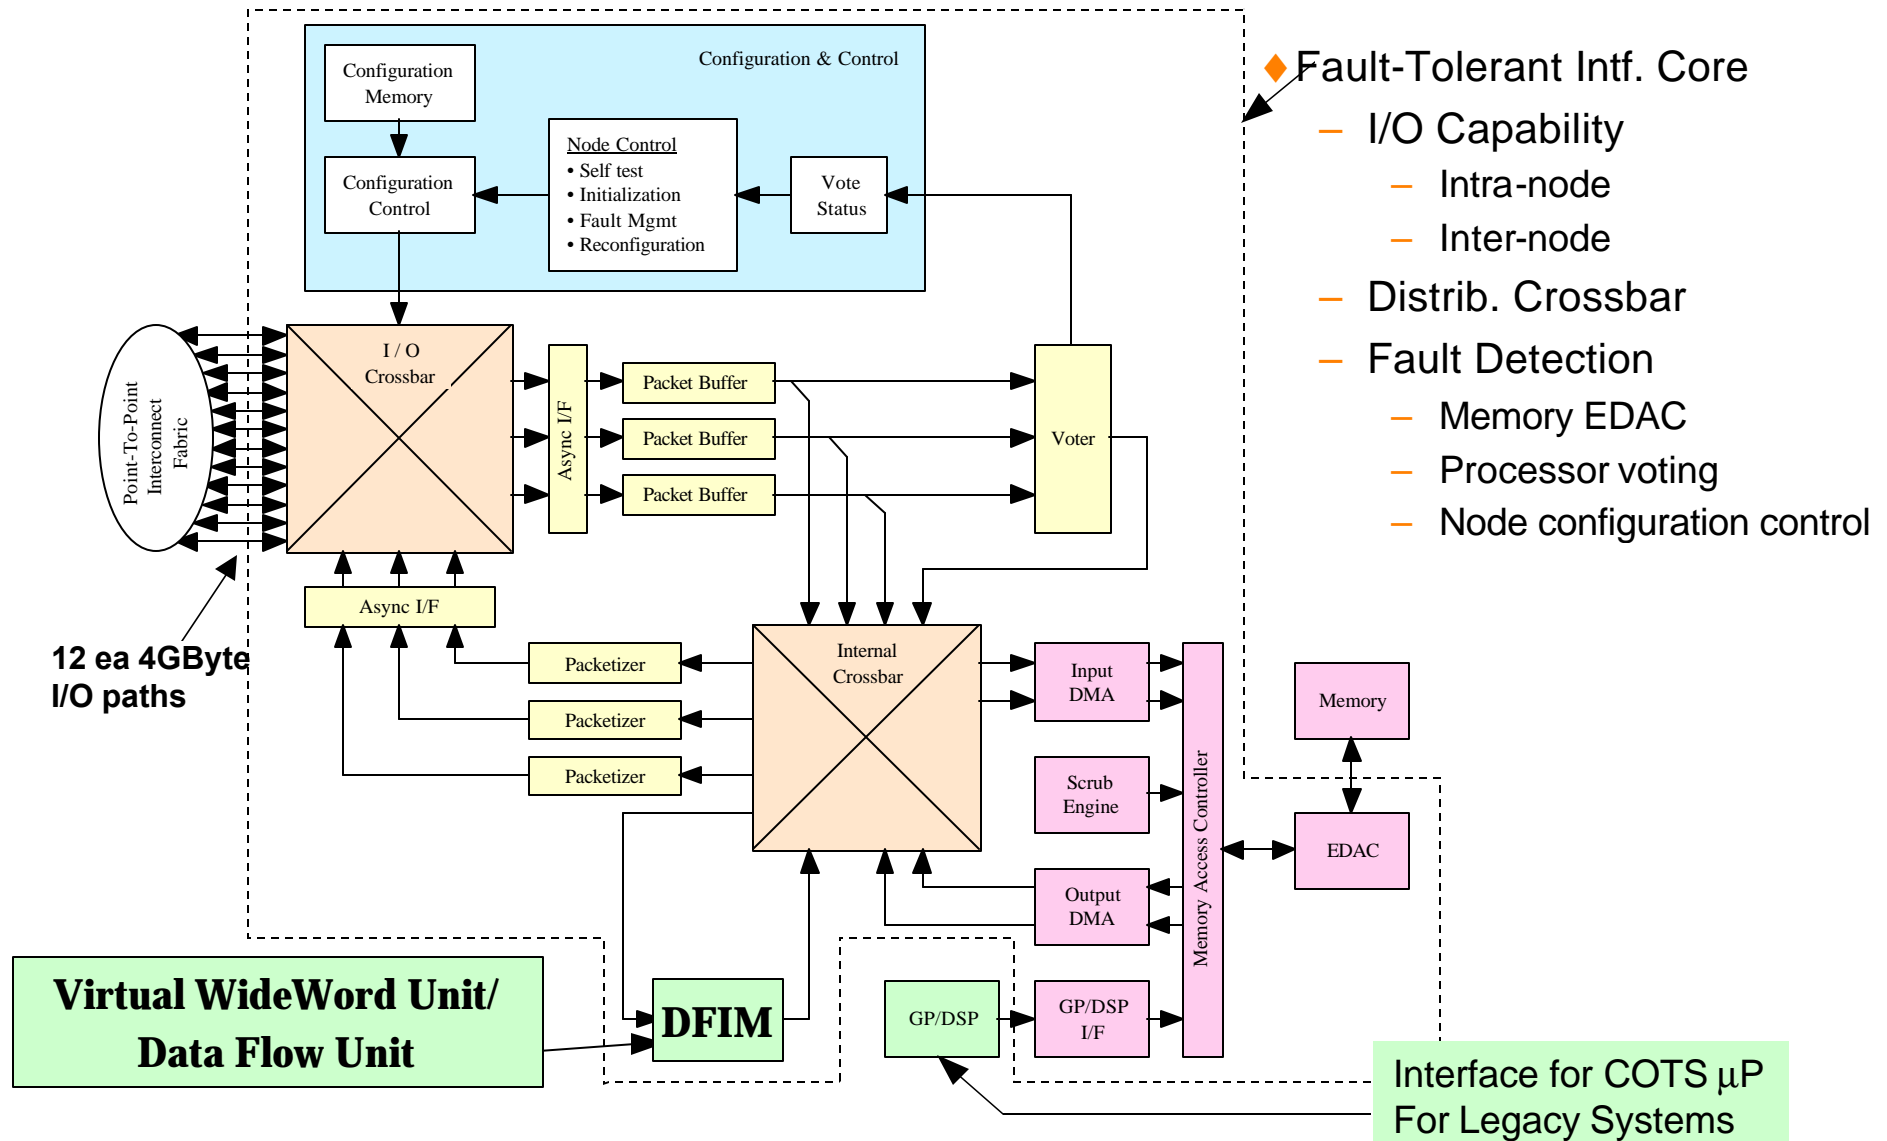 Configuration & Control
Configuration
Memory
Configuration
Control
Node Control
• Self test
• Initialization
• Fault Mgmt
• Reconfiguration
Vote
Status
♦ Fault-Tolerant Intf. Core
– I/O Capability
– Intra-node
– Inter-node
– Distrib. Crossbar
– Fault Detection
– Memory EDAC
– Processor voting
– Node configuration control
Point-To-Point
Interconnect
Fabric
I / O
Crossbar
Async I/F
Packet Buffer
Packet Buffer
Packet Buffer
Voter
Async I/F
12 ea 4GByte
I/O paths
Packetizer
Packetizer
Packetizer
Internal
Crossbar
Input
DMA
Scrub
Engine
Output
DMA
Memory Access Controller
Memory
EDAC
Virtual WideWord Unit/
Data Flow Unit
DFIM
GP/DSP
GP/DSP
I/F
Interface for COTS µP
For Legacy Systems